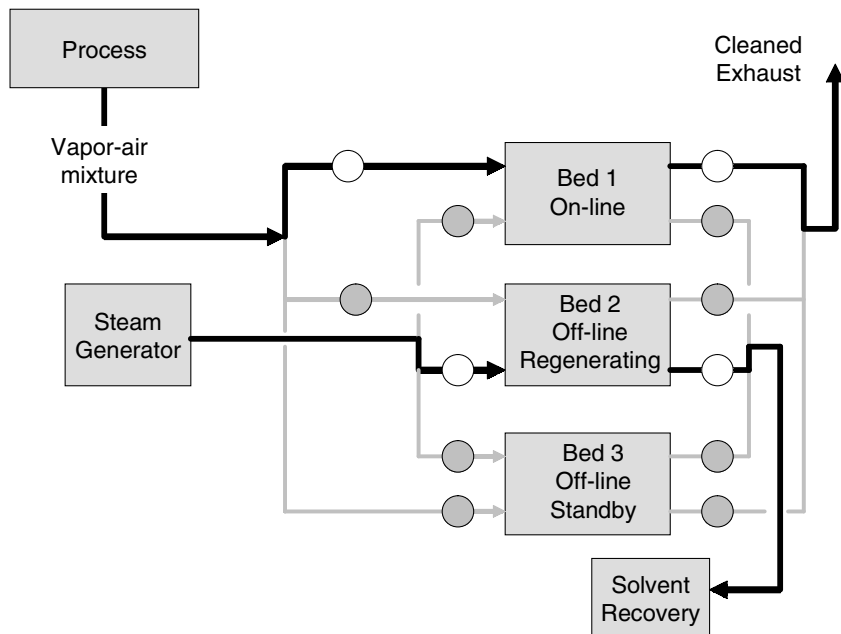 Process
Cleaned
Exhaust
Vapor-air
mixture
Bed 1
On-line
Steam
Generator
Bed 2
Off-line
Regenerating
Bed 3
Off-line
Standby
Solvent
Recovery